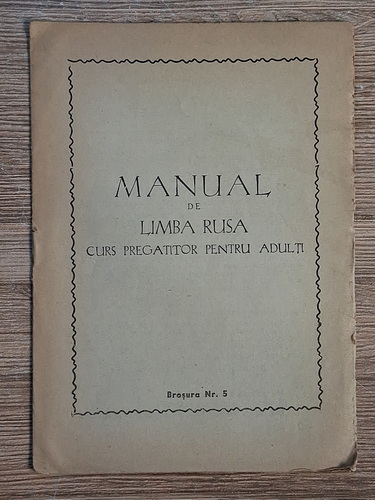 MANUAL
DE
LIMBA RUSA
CURS PREGATITOR PENTRU ADULȚI
Broșura Nr. 5